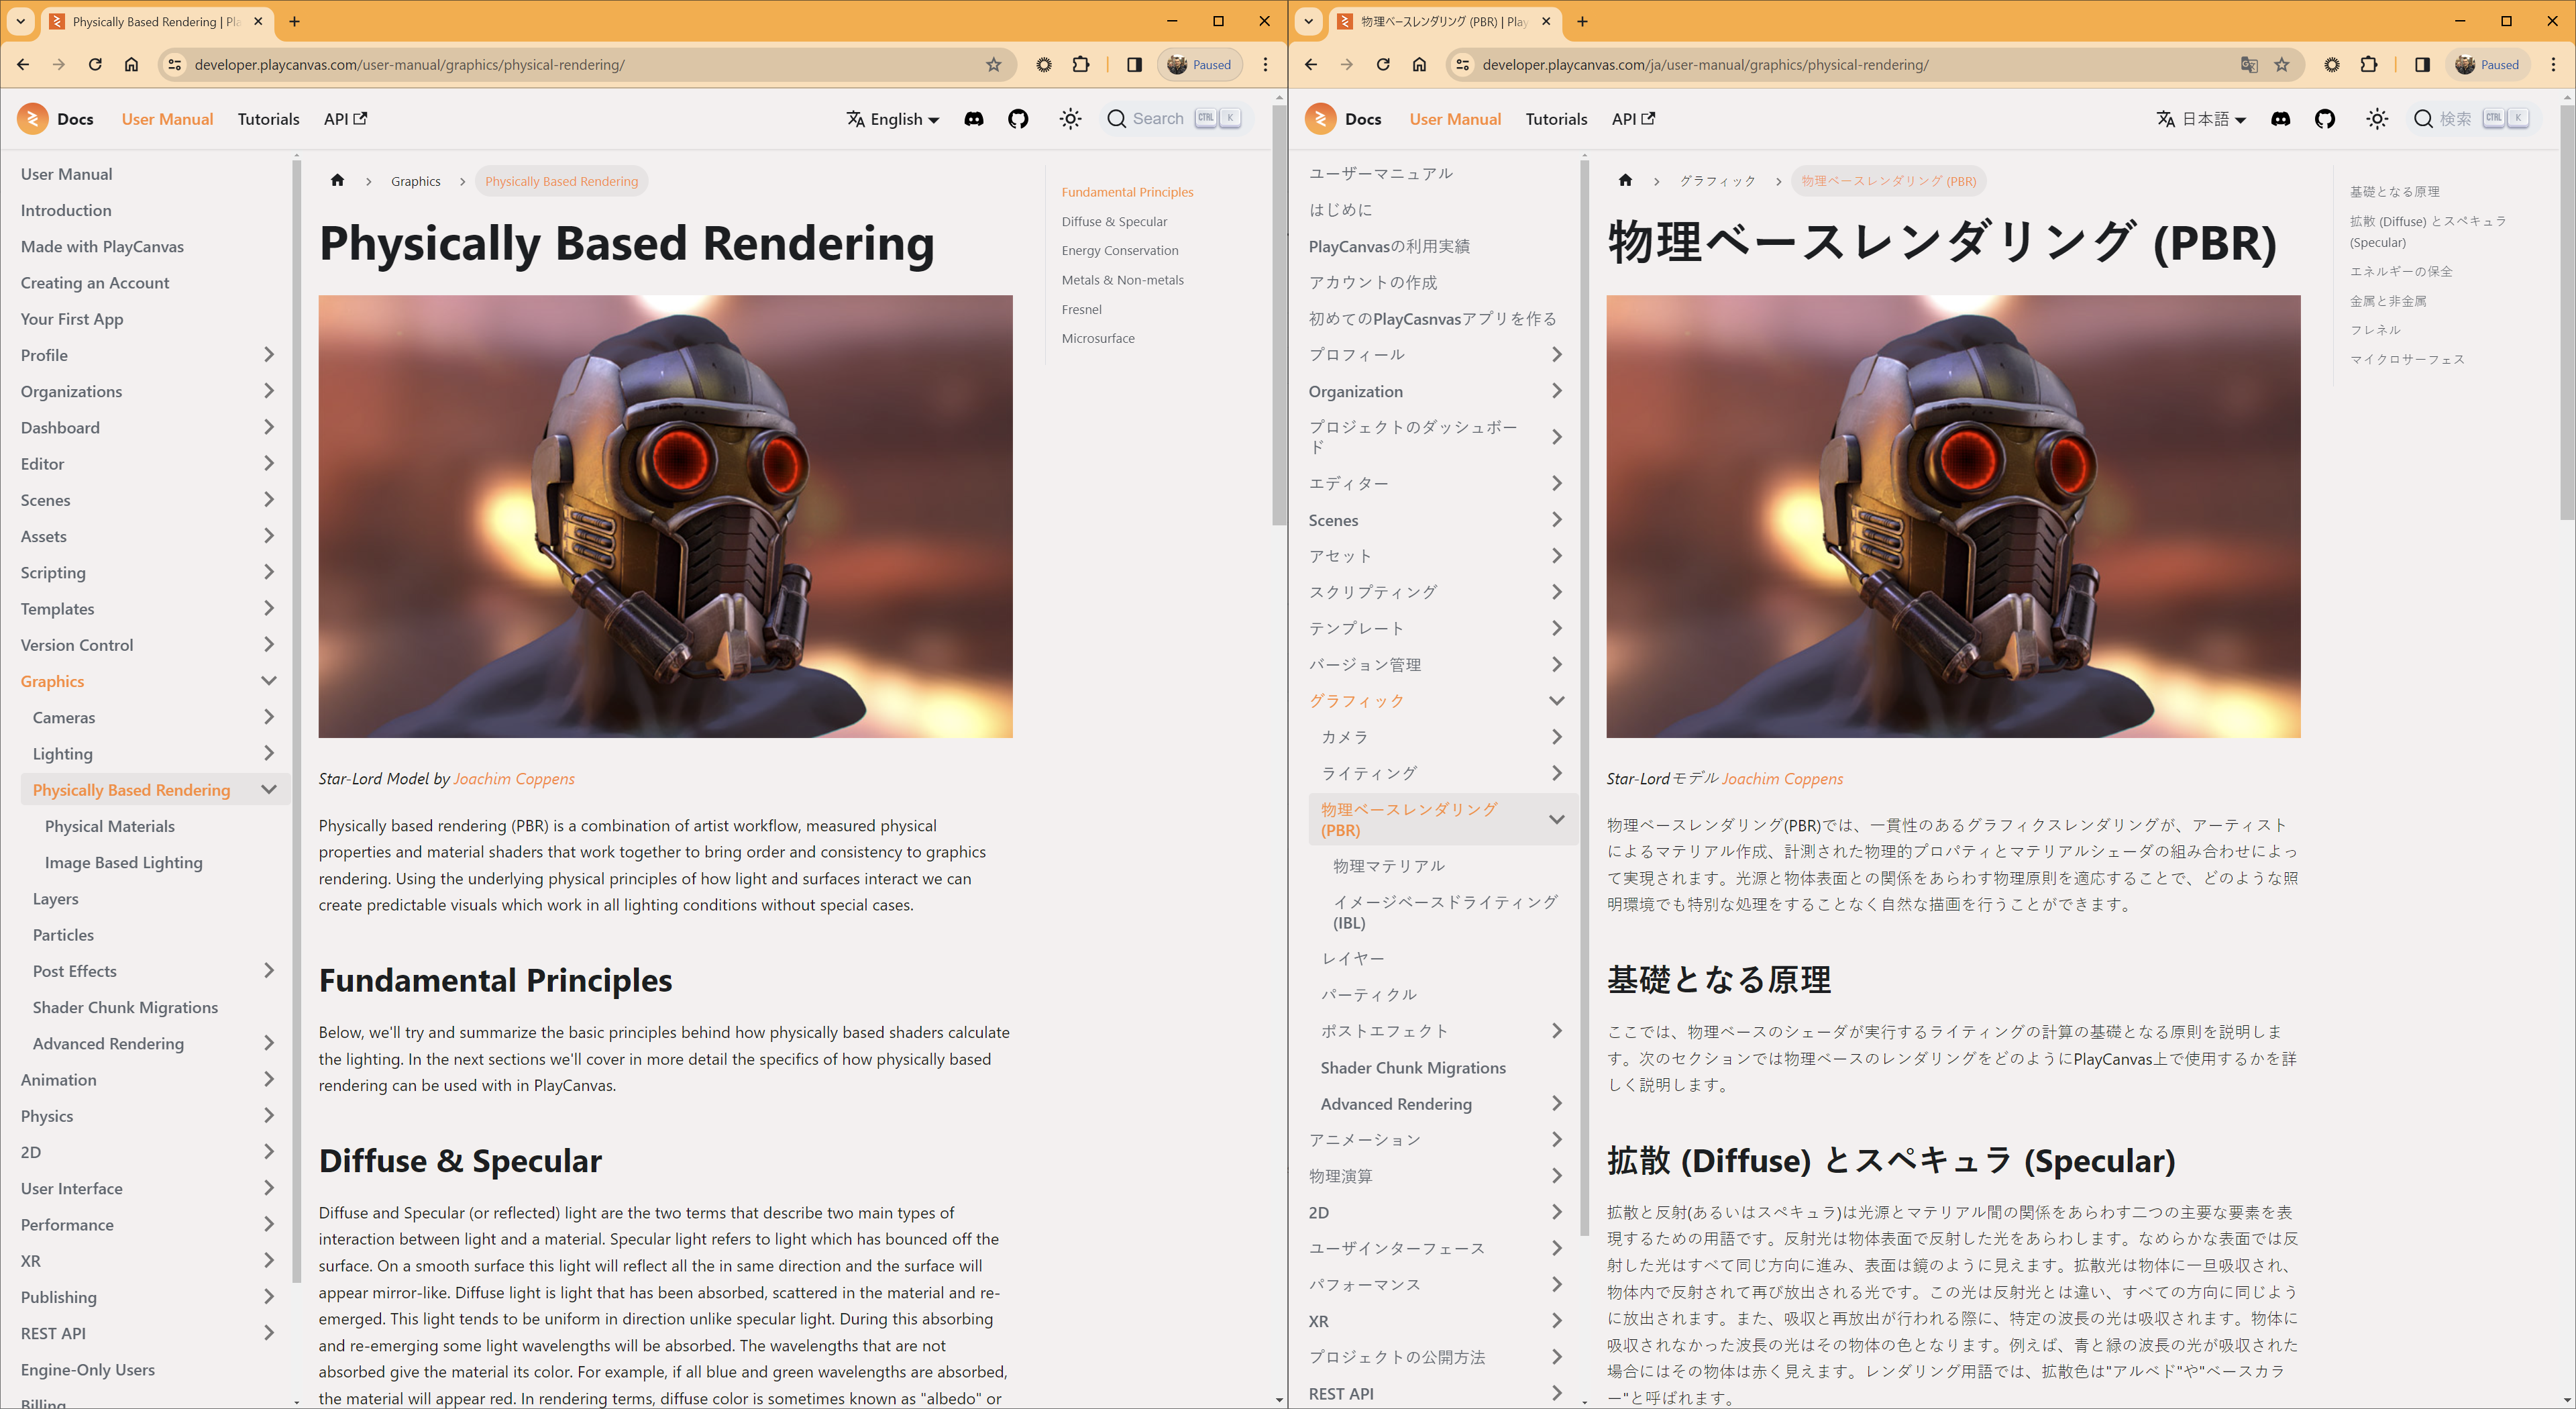 Physically Based Rendering | Pla
developer.playcanvas.com/user-manual/graphics/physical-rendering/
Paused
Docs
User Manual
Tutorials
API
English
Search
CTRL
K
User Manual
Introduction
Made with PlayCanvas
Creating an Account
Your First App
Profile
Organizations
Dashboard
Editor
Scenes
Assets
Scripting
Templates
Version Control
Graphics
Cameras
Lighting
Physically Based Rendering
Physical Materials
Image Based Lighting
Layers
Particles
Post Effects
Shader Chunk Migrations
Advanced Rendering
Animation
Physics
2D
User Interface
Performance
XR
Publishing
REST API
Engine-Only Users
Billing
Graphics
Physically Based Rendering
Physically Based Rendering
Star-Lord Model by Joachim Coppens
Physically based rendering (PBR) is a combination of artist workflow, measured physical
properties and material shaders that work together to bring order and consistency to graphics
rendering. Using the underlying physical principles of how light and surfaces interact we can
create predictable visuals which work in all lighting conditions without special cases.
Fundamental Principles
Below, we'll try and summarize the basic principles behind how physically based shaders calculate
the lighting. In the next sections we'll cover in more detail the specifics of how physically based
rendering can be used with in PlayCanvas.
Diffuse & Specular
Diffuse and Specular (or reflected) light are the two terms that describe two main types of
interaction between light and a material. Specular light refers to light which has bounced off the
surface. On a smooth surface this light will reflect all the in same direction and the surface will
appear mirror-like. Diffuse light is light that has been absorbed, scattered in the material and re-
emerged. This light tends to be uniform in direction unlike specular light. During this absorbing
and re-emerging some light wavelengths will be absorbed. The wavelengths that are not
absorbed give the material its color. For example, if all blue and green wavelengths are absorbed,
the material will appear red. In rendering terms, diffuse color is sometimes known as "albedo" or
Fundamental Principles
Diffuse & Specular
Energy Conservation
Metals & Non-metals
Fresnel
Microsurface
物理ベースレンダリング (PBR) | Play
developer.playcanvas.com/ja/user-manual/graphics/physical-rendering/
Paused
Docs
User Manual
Tutorials
API
日本語
検索
CTRL
K
ユーザーマニュアル
はじめに
PlayCanvasの利用実績
アカウントの作成
初めてのPlayCasnvasアプリを作る
プロフィール
Organization
プロジェクトのダッシュボー
ド
エディター
Scenes
アセット
スクリプティング
テンプレート
バージョン管理
グラフィック
カメラ
ライティング
物理ベースレンダリング
(PBR)
物理マテリアル
イメージベースドライティング
(IBL)
レイヤー
パーティクル
ポストエフェクト
Shader Chunk Migrations
Advanced Rendering
アニメーション
物理演算
2D
ユーザインターフェース
パフォーマンス
XR
プロジェクトの公開方法
REST API
グラフィック
物理ベースレンダリング (PBR)
物理ベースレンダリング (PBR)
Star-Lordモデル Joachim Coppens
物理ベースレンダリング(PBR)では、一貫性のあるグラフィクスレンダリングが、アーティスト
によるマテリアル作成、計測された物理的プロパティとマテリアルシェーダの組み合わせによっ
て実現されます。光源と物体表面との関係をあらわす物理原則を適応することで、どのような照
明環境でも特別な処理をすることなく自然な描画を行うことができます。
基礎となる原理
ここでは、物理ベースのシェーダが実行するライティングの計算の基礎となる原則を説明しま
す。次のセクションでは物理ベースのレンダリングをどのようにPlayCanvas上で使用するかを詳
しく説明します。
拡散 (Diffuse) とスペキュラ (Specular)
拡散と反射(あるいはスペキュラ)は光源とマテリアル間の関係をあらわす二つの主要な要素を表
現するための用語です。反射光は物体表面で反射した光をあらわします。なめらかな表面では反
射した光はすべて同じ方向に進み、表面は鏡のように見えます。拡散光は物体に一旦吸収され、
物体内で反射されて再び放出される光です。この光は反射光とは違い、すべての方向に同じよう
に放出されます。また、吸収と再放出が行われる際に、特定の波長の光は吸収されます。物体に
吸収されなかった波長の光はその物体の色となります。例えば、青と緑の波長の光が吸収された
場合にはその物体は赤く見えます。レンダリング用語では、拡散色は"アルベド"や"ベースカラ
ー"と呼ばれます。
基礎となる原理
拡散 (Diffuse) とスペキュラ
(Specular)
エネルギーの保全
金属と非金属
フレネル
マイクロサーフェス